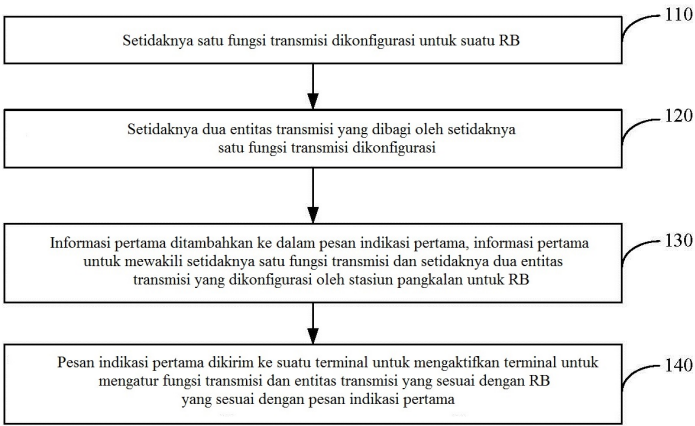 110
Setidaknya satu fungsi transmisi dikonfigurasi untuk suatu RB
120
Setidaknya dua entitas transmisi yang dibagi oleh setidaknya
satu fungsi transmisi dikonfigurasi
130
Informasi pertama ditambahkan ke dalam pesan indikasi pertama, informasi pertama
untuk mewakili setidaknya satu fungsi transmisi dan setidaknya dua entitas
transmisi yang dikonfigurasi oleh stasiun pangkalan untuk RB
140
Pesan indikasi pertama dikirim ke suatu terminal untuk mengaktifkan terminal untuk
mengatur fungsi transmisi dan entitas transmisi yang sesuai dengan RB
yang sesuai dengan pesan indikasi pertama